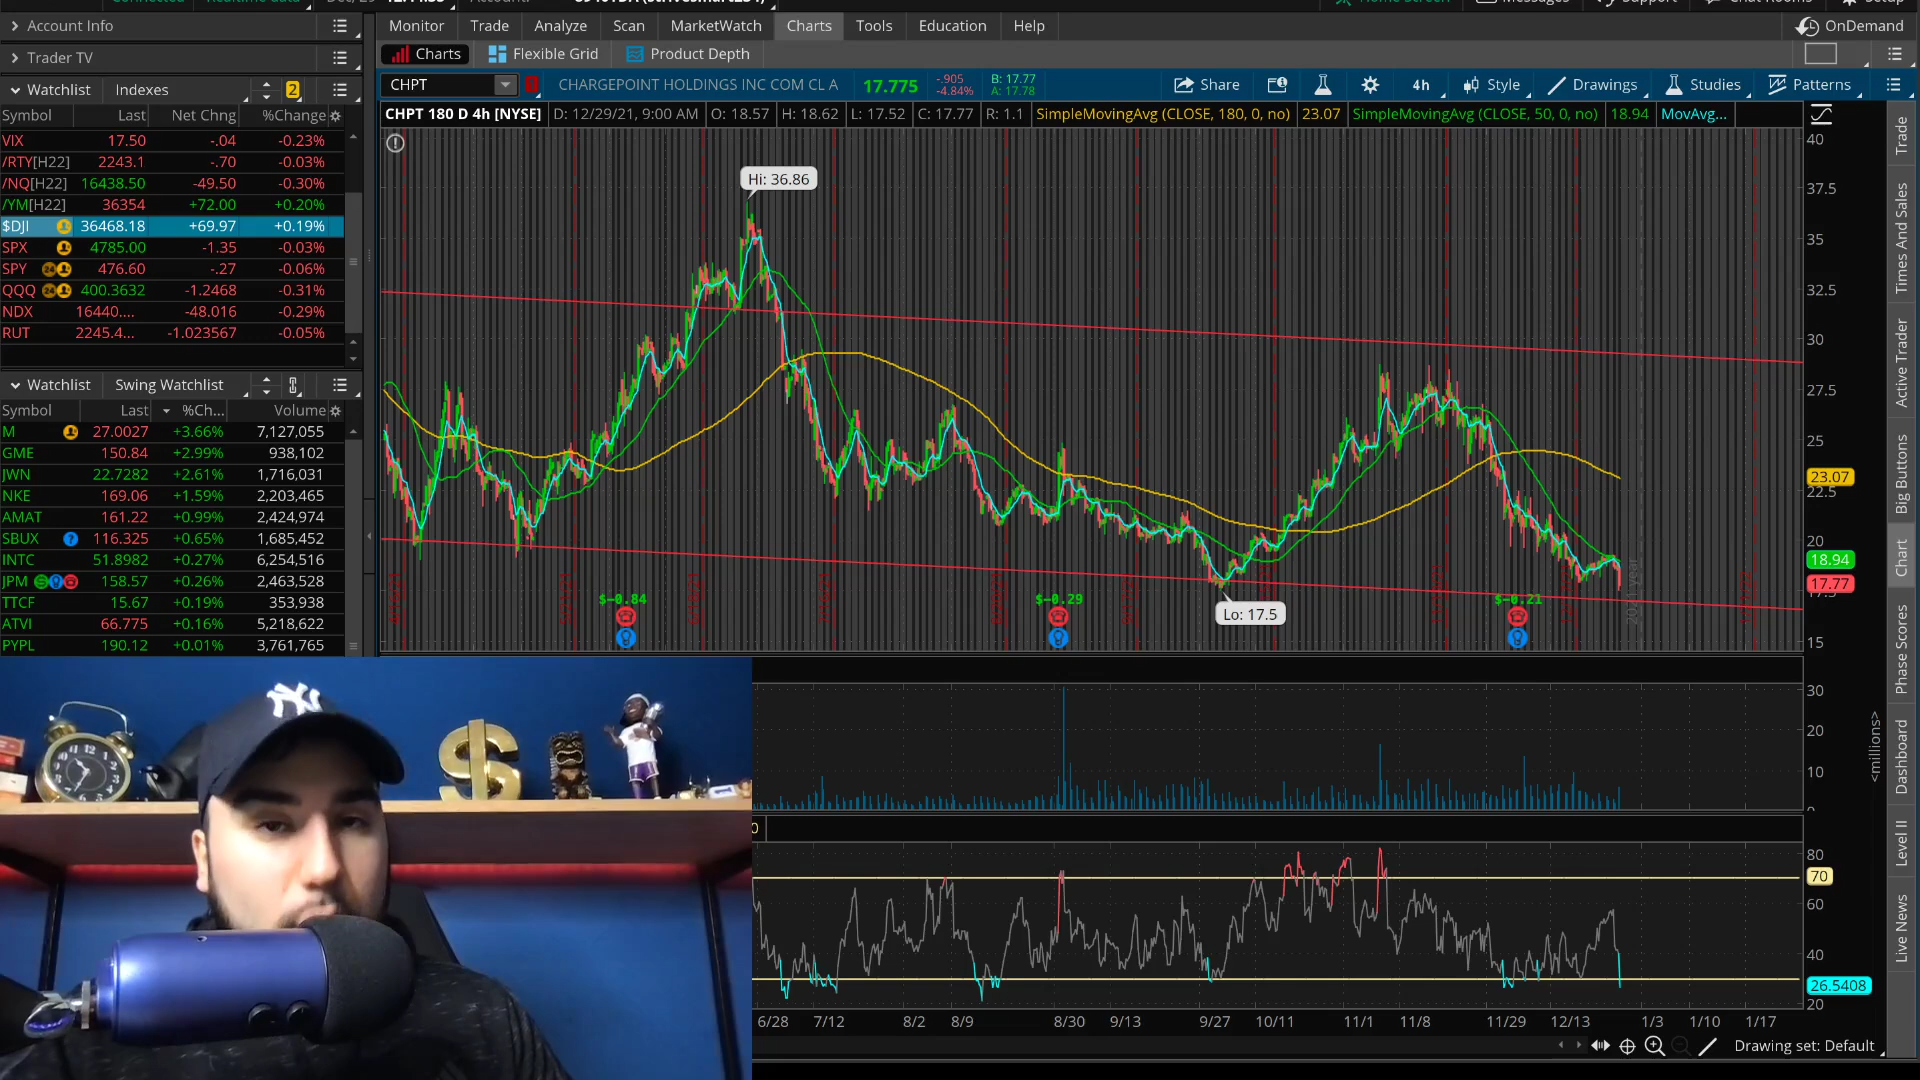 Account Info
Trader TV
Watchlist Indexes 2
Symbol Last Net Chng %Change
VIX 17.50 -.04 -0.23%
/RTY[H22] 2243.1 -.70 -0.03%
/NQ[H22] 16438.50 -49.50 -0.30%
/YM[H22] 36354 +72.00 +0.20%
$DJI 36468.18 +69.97 +0.19%
SPX 4785.00 -1.35 -0.03%
SPY 476.60 -.27 -0.06%
QQQ 400.3632 -1.2468 -0.31%
NDX 16440.... -48.016 -0.29%
RUT 2245.4... -1.023567 -0.05%
Watchlist Swing Watchlist
Symbol Last %Ch... Volume
M 27.0027 +3.66% 7,127,055
GME 150.84 +2.99% 938,102
JWN 22.7282 +2.61% 1,716,031
NKE 169.06 +1.59% 2,203,465
AMAT 161.22 +0.99% 2,424,974
SBUX 116.325 +0.65% 1,685,452
INTC 51.8982 +0.27% 6,254,516
JPM 158.57 +0.26% 2,463,528
TTCF 15.67 +0.19% 353,938
ATVI 66.775 +0.16% 5,218,622
PYPL 190.12 +0.01% 3,761,765
Monitor Trade Analyze Scan MarketWatch Charts Tools Education Help
OnDemand
Charts Flexible Grid Product Depth
CHPT CHARGEPOINT HOLDINGS INC COM CL A 17.775 -.905 -4.84% B: 17.77 A: 17.78
Share 4h Style Drawings Studies Patterns
CHPT 180 D 4h [NYSE] D: 12/29/21, 9:00 AM O: 18.57 H: 18.62 L: 17.52 C: 17.77 R: 1.1 SimpleMovingAvg (CLOSE, 180, 0, no) 23.07 SimpleMovingAvg (CLOSE, 50, 0, no) 18.94 MovAvg...
Hi: 36.86
Lo: 17.5
$-0.84
$-0.29
$-0.21
40
37.5
35
32.5
30
27.5
25
23.07
22.5
20
18.94
17.77
15
30
20
10
<millions>
80
70
60
40
26.5408
20
6/28 7/12 8/2 8/9 8/30 9/13 9/27 10/11 11/1 11/8 11/29 12/13 1/3 1/10 1/17
Drawing set: Default
Trade
Times And Sales
Active Trader
Big Buttons
Chart
Phase Scores
Dashboard
Level II
Live News
NY
$